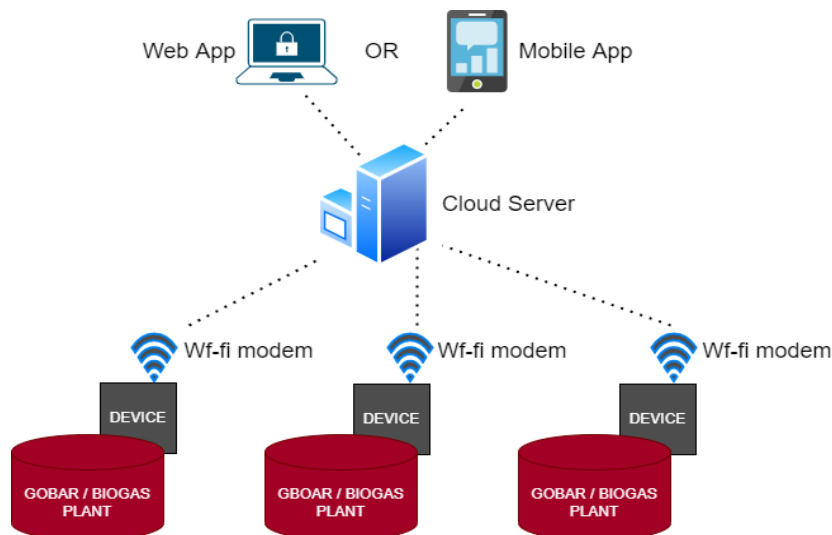 Web App OR Mobile App
Cloud Server
Wf-fi modem Wf-fi modem Wf-fi modem
DEVICE DEVICE DEVICE
GOBAR / BIOGAS GBOAR / BIOGAS GOBAR / BIOGAS
PLANT PLANT PLANT